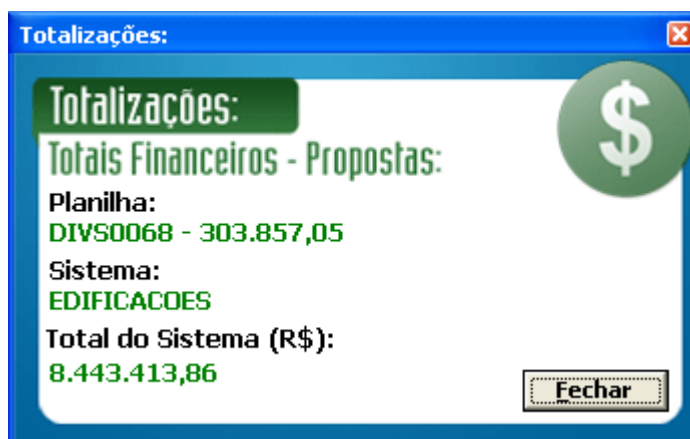 Totalizações:
Totalizações:
$
Totais Financeiros - Propostas:
Planilha:
DIVS0068 - 303.857,05
Sistema:
EDIFICACOES
Total do Sistema (R$):
8.443.413,86
Fechar